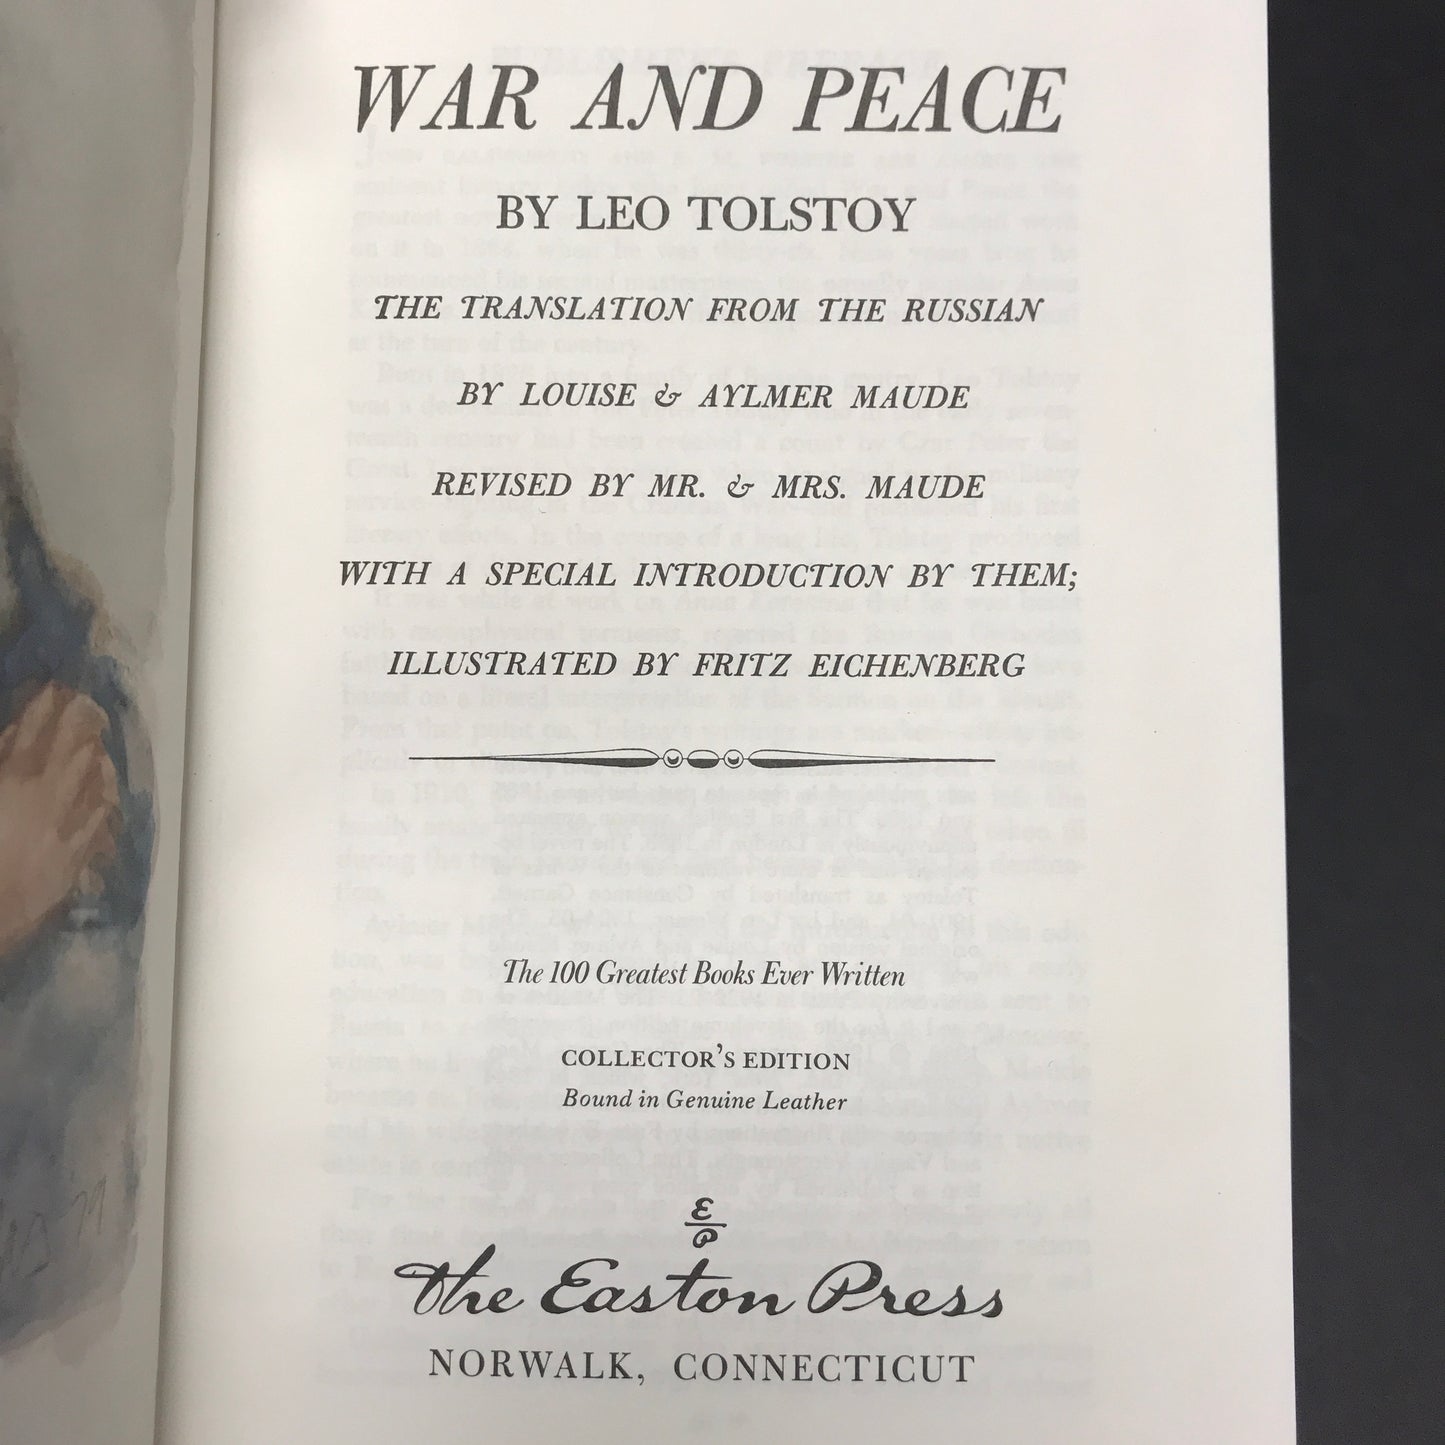 WAR AND PEACE
BY LEO TOLSTOY
THE TRANSLATION FROM THE RUSSIAN
BY LOUISE & AYLMER MAUDE
REVISED BY MR. & MRS. MAUDE
WITH A SPECIAL INTRODUCTION BY THEM;
ILLUSTRATED BY FRITZ EICHENBERG
The 100 Greatest Books Ever Written
COLLECTOR'S EDITION
Bound in Genuine Leather
E
P
The Easton Press
NORWALK, CONNECTICUT